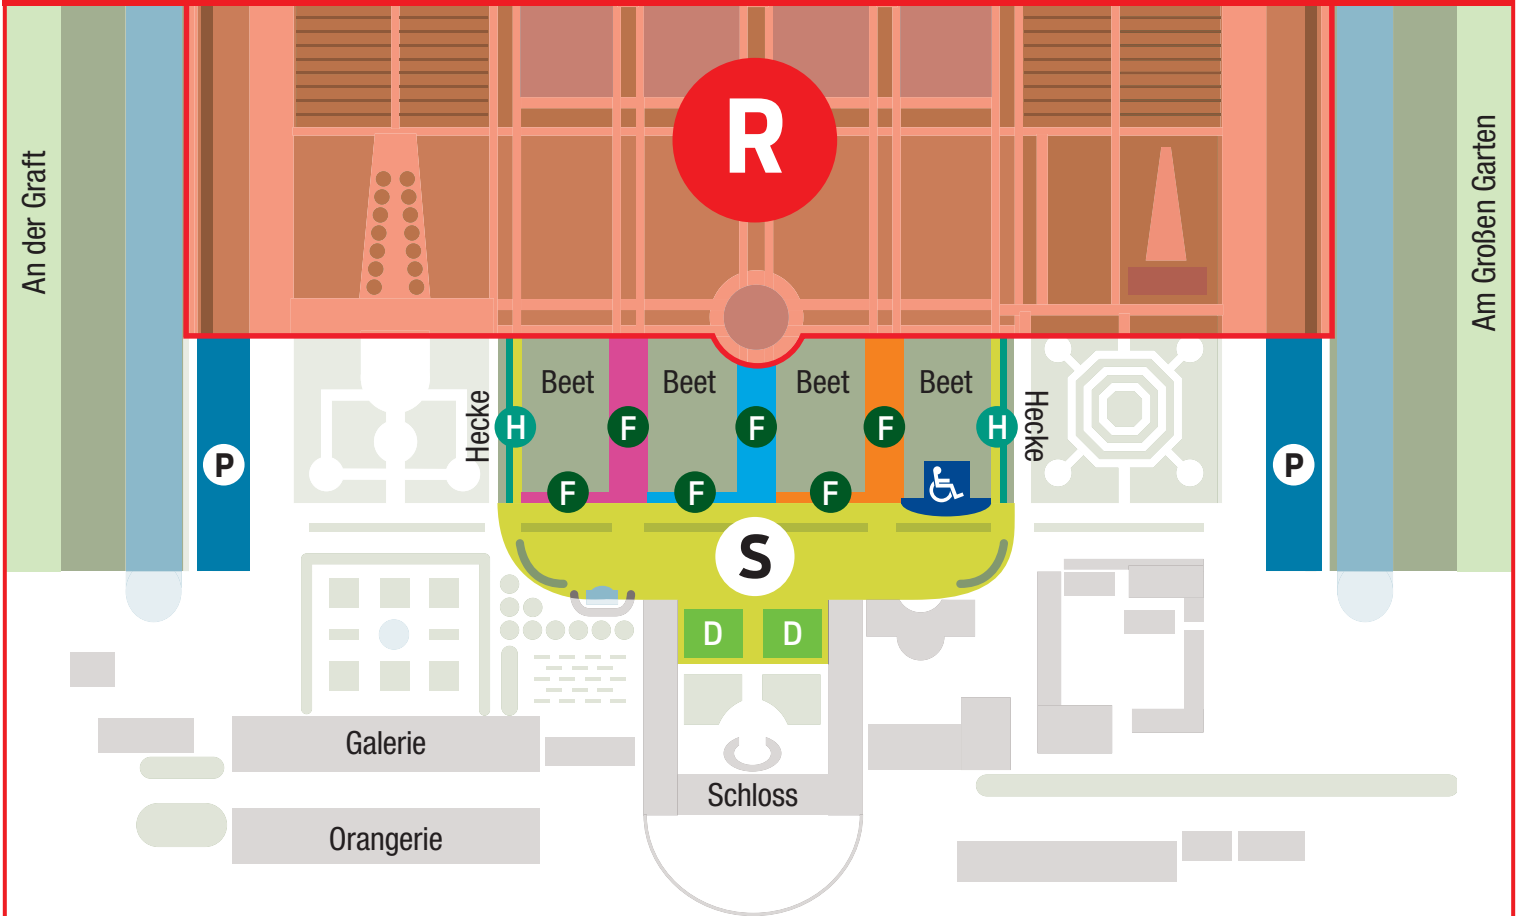 R
An der Graft
Am Großen Garten
Beet
Beet
Beet
Beet
Hecke
Hecke
H
F
F
F
H
P
P
F
F
F
S
D
D
Galerie
Schloss
Orangerie